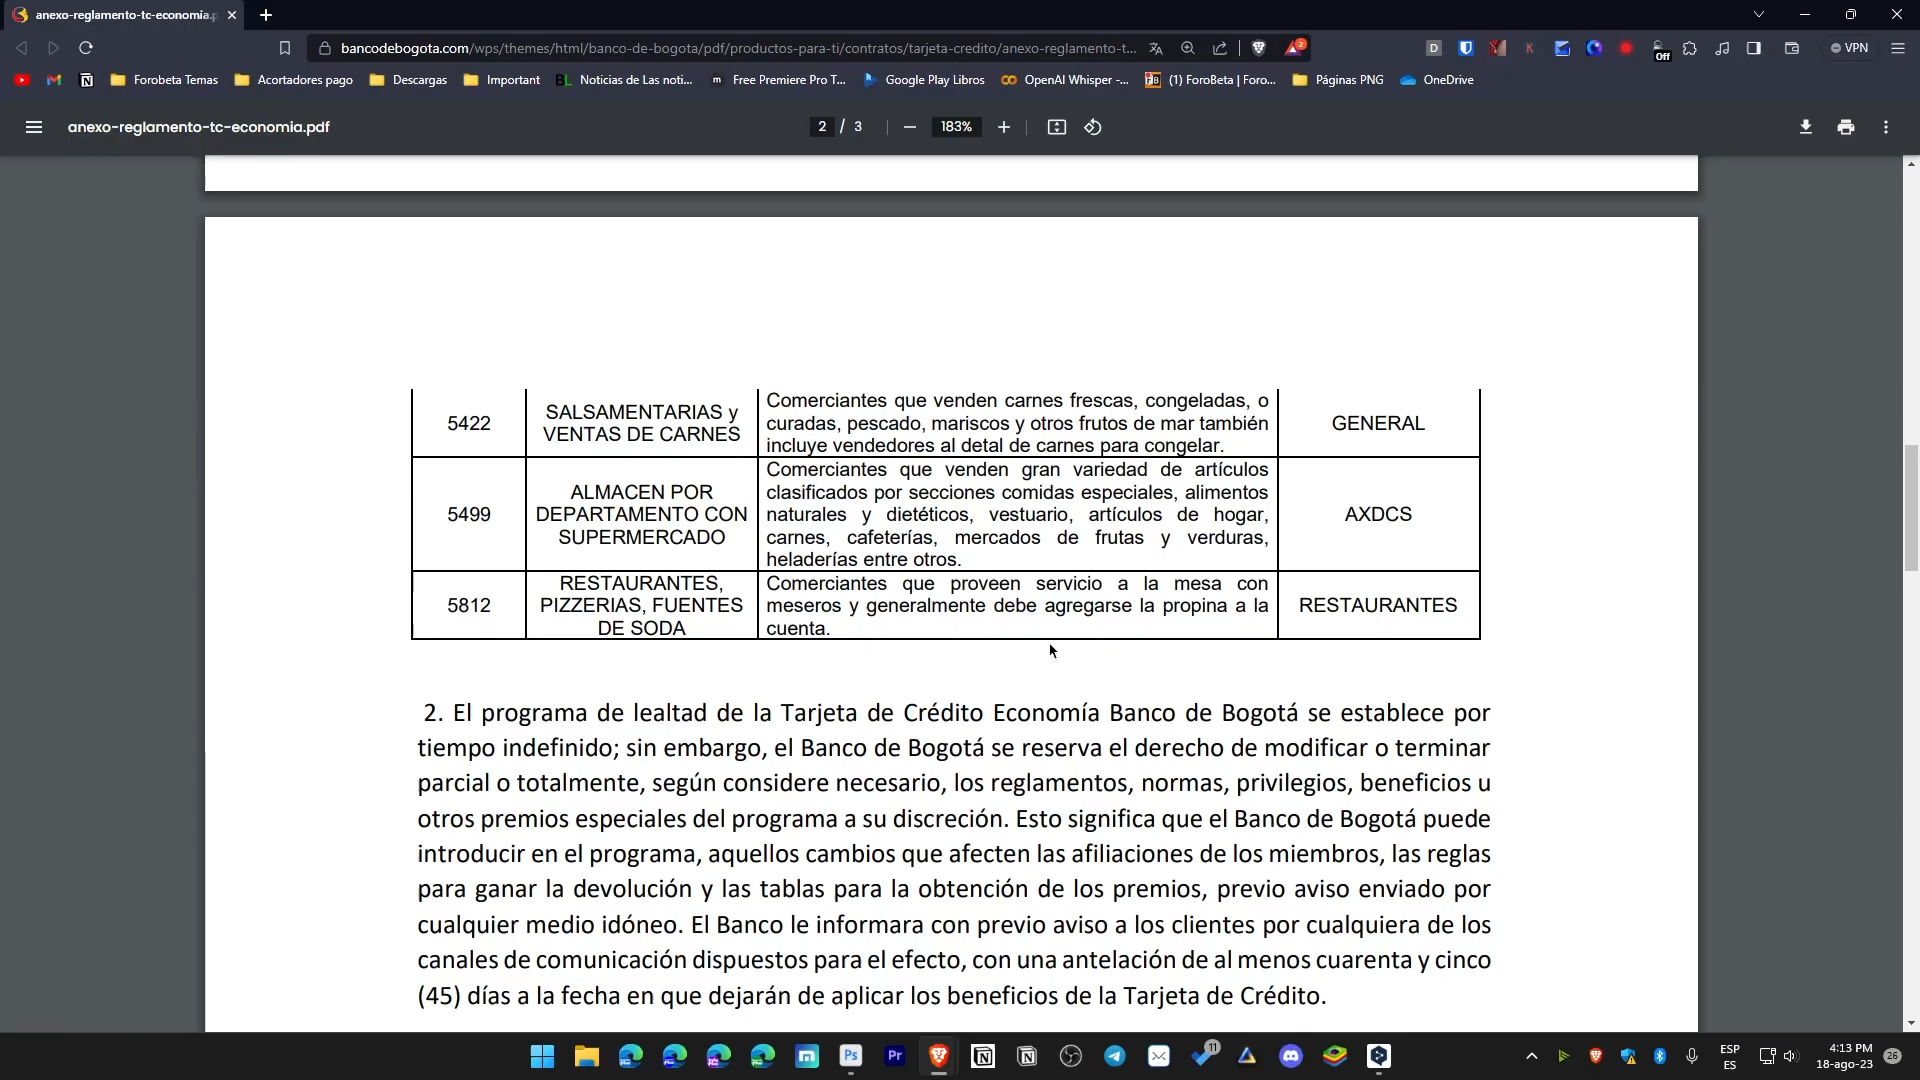 anexo-reglamento-tc-economia.p
bancodebogota.com/wps/themes/html/banco-de-bogota/pdf/productos-para-ti/contratos/tarjeta-credito/anexo-reglamento-t...
2
D
K
Off
VPN
Forobeta Temas
Acortadores pago
Descargas
Important
BL Noticias de Las noti...
m Free Premiere Pro T...
Google Play Libros
OpenAI Whisper -...
(1) ForoBeta | Foro...
Páginas PNG
OneDrive
anexo-reglamento-tc-economia.pdf
2 / 3
183%
5422
SALSAMENTARIAS y
VENTAS DE CARNES
Comerciantes que venden carnes frescas, congeladas, o
curadas, pescado, mariscos y otros frutos de mar también
incluye vendedores al detal de carnes para congelar.
GENERAL
5499
ALMACEN POR
DEPARTAMENTO CON
SUPERMERCADO
Comerciantes que venden gran variedad de artículos
clasificados por secciones comidas especiales, alimentos
naturales y dietéticos, vestuario, artículos de hogar,
carnes, cafeterías, mercados de frutas y verduras,
heladerías entre otros.
AXDCS
5812
RESTAURANTES,
PIZZERIAS, FUENTES
DE SODA
Comerciantes que proveen servicio a la mesa con
meseros y generalmente debe agregarse la propina a la
cuenta.
RESTAURANTES
2. El programa de lealtad de la Tarjeta de Crédito Economía Banco de Bogotá se establece por
tiempo indefinido; sin embargo, el Banco de Bogotá se reserva el derecho de modificar o terminar
parcial o totalmente, según considere necesario, los reglamentos, normas, privilegios, beneficios u
otros premios especiales del programa a su discreción. Esto significa que el Banco de Bogotá puede
introducir en el programa, aquellos cambios que afecten las afiliaciones de los miembros, las reglas
para ganar la devolución y las tablas para la obtención de los premios, previo aviso enviado por
cualquier medio idóneo. El Banco le informara con previo aviso a los clientes por cualquiera de los
canales de comunicación dispuestos para el efecto, con una antelación de al menos cuarenta y cinco
(45) días a la fecha en que dejarán de aplicar los beneficios de la Tarjeta de Crédito.
Ps
Pr
11
ESP
ES
4:13 PM
18-ago-23
26